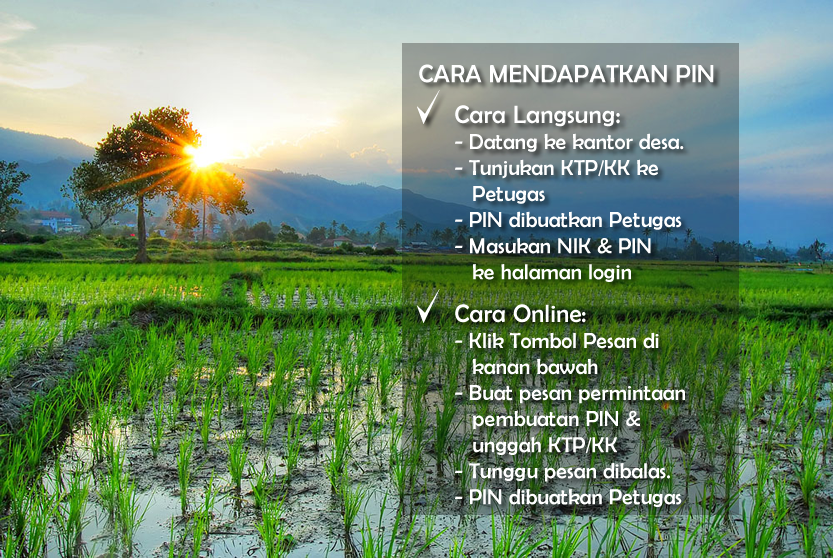 CARA MENDAPATKAN PIN
Cara Langsung:
- Datang ke kantor desa.
- Tunjukan KTP/KK ke
Petugas
- PIN dibuatkan Petugas
- Masukan NIK & PIN
ke halaman login
Cara Online:
- Klik Tombol Pesan di
kanan bawah
- Buat pesan permintaan
pembuatan PIN &
unggah KTP/KK
- Tunggu pesan dibalas.
- PIN dibuatkan Petugas